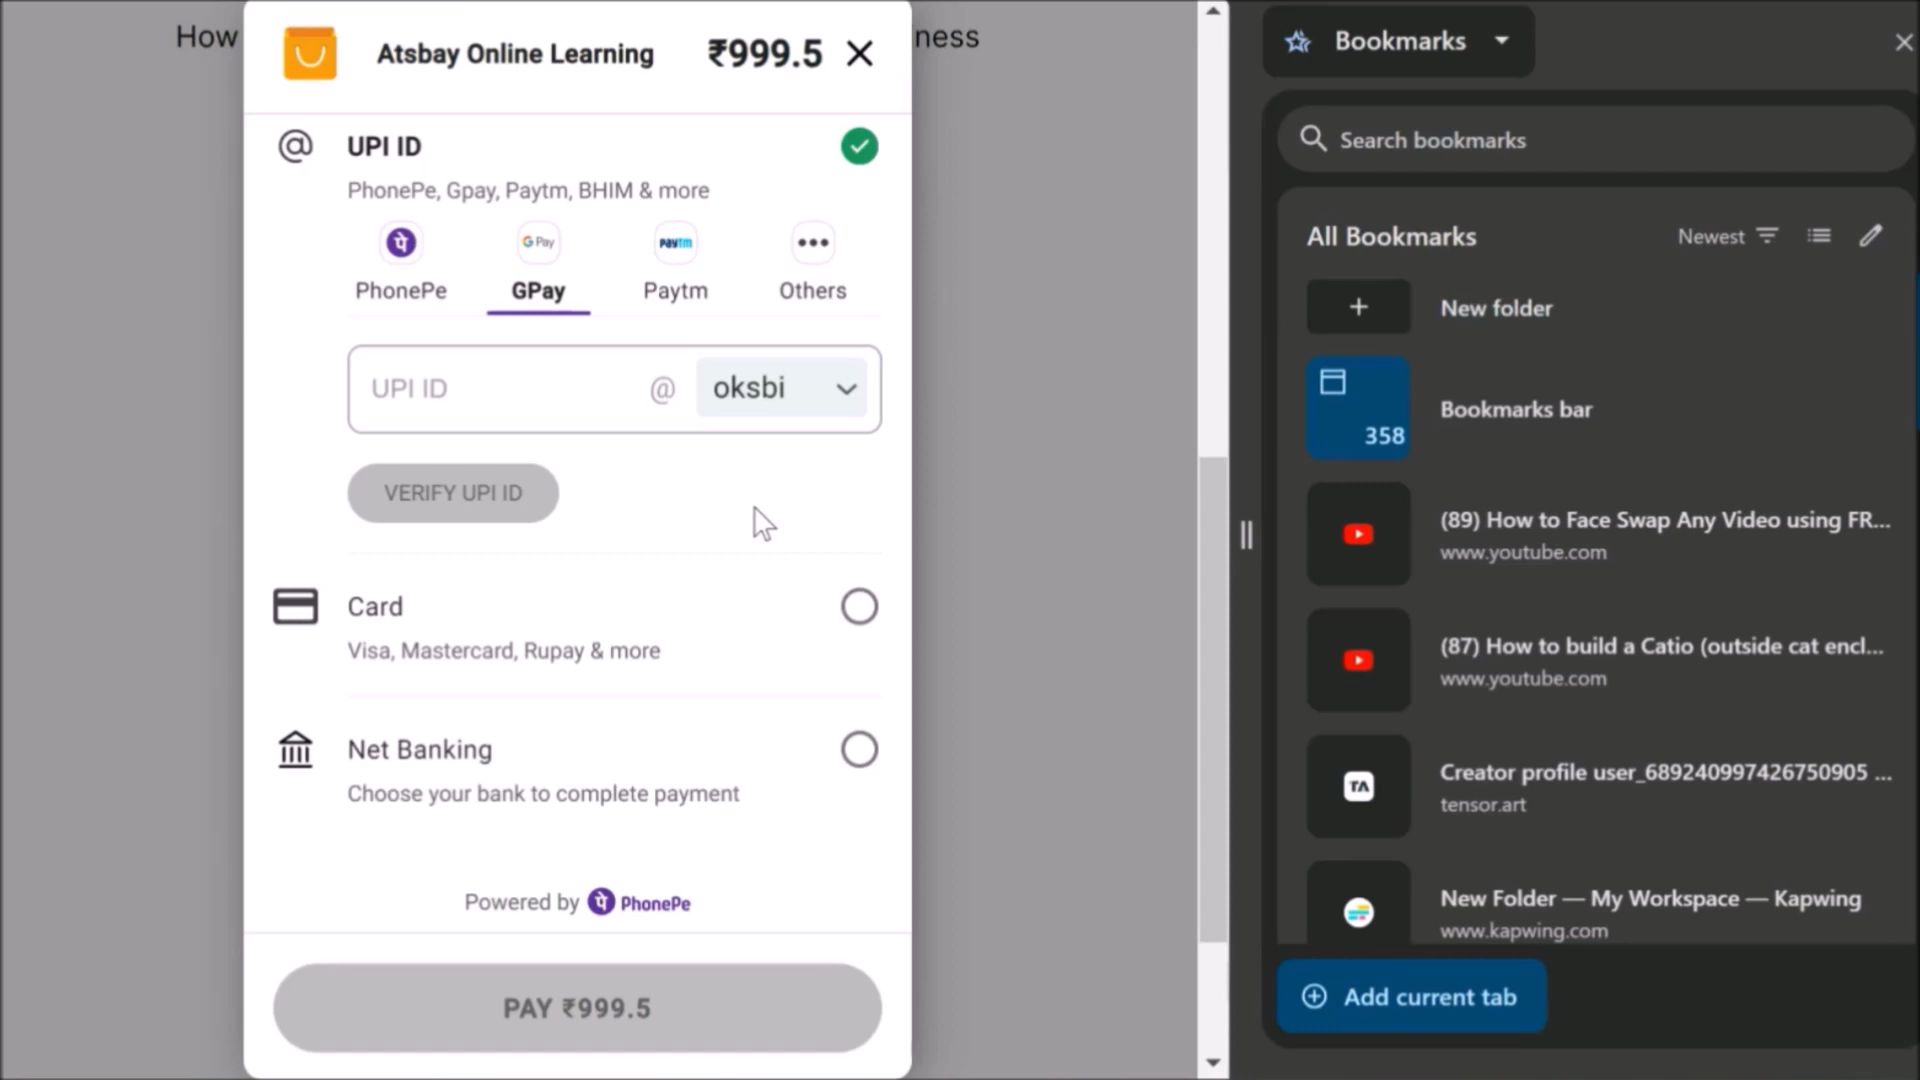 How
ness
Atsbay Online Learning
₹999.5
UPI ID
PhonePe, Gpay, Paytm, BHIM & more
G Pay
paytm
PhonePe
GPay
Paytm
Others
UPI ID
@
oksbi
VERIFY UPI ID
Card
Visa, Mastercard, Rupay & more
Net Banking
Choose your bank to complete payment
Powered by पे PhonePe
PAY ₹999.5
Bookmarks
Search bookmarks
All Bookmarks
Newest
New folder
358
Bookmarks bar
(89) How to Face Swap Any Video using FR...
www.youtube.com
(87) How to build a Catio (outside cat encl...
www.youtube.com
TA
Creator profile user_689240997426750905 ...
tensor.art
New Folder — My Workspace — Kapwing
www.kapwing.com
Add current tab